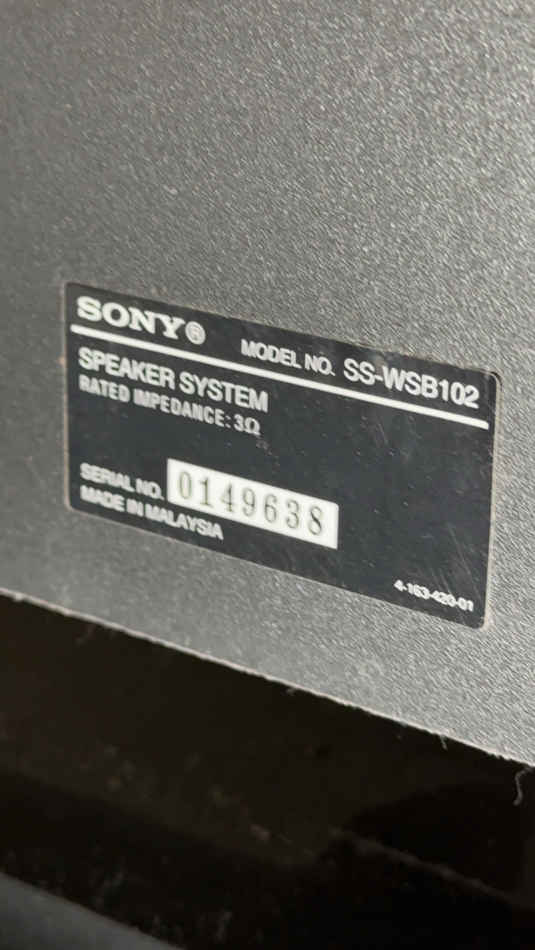 SONY®
MODEL NO. SS-WSB102
SPEAKER SYSTEM
RATED IMPEDANCE: 3Ω
SERIAL NO. 0149638
MADE IN MALAYSIA
4-163-420-01